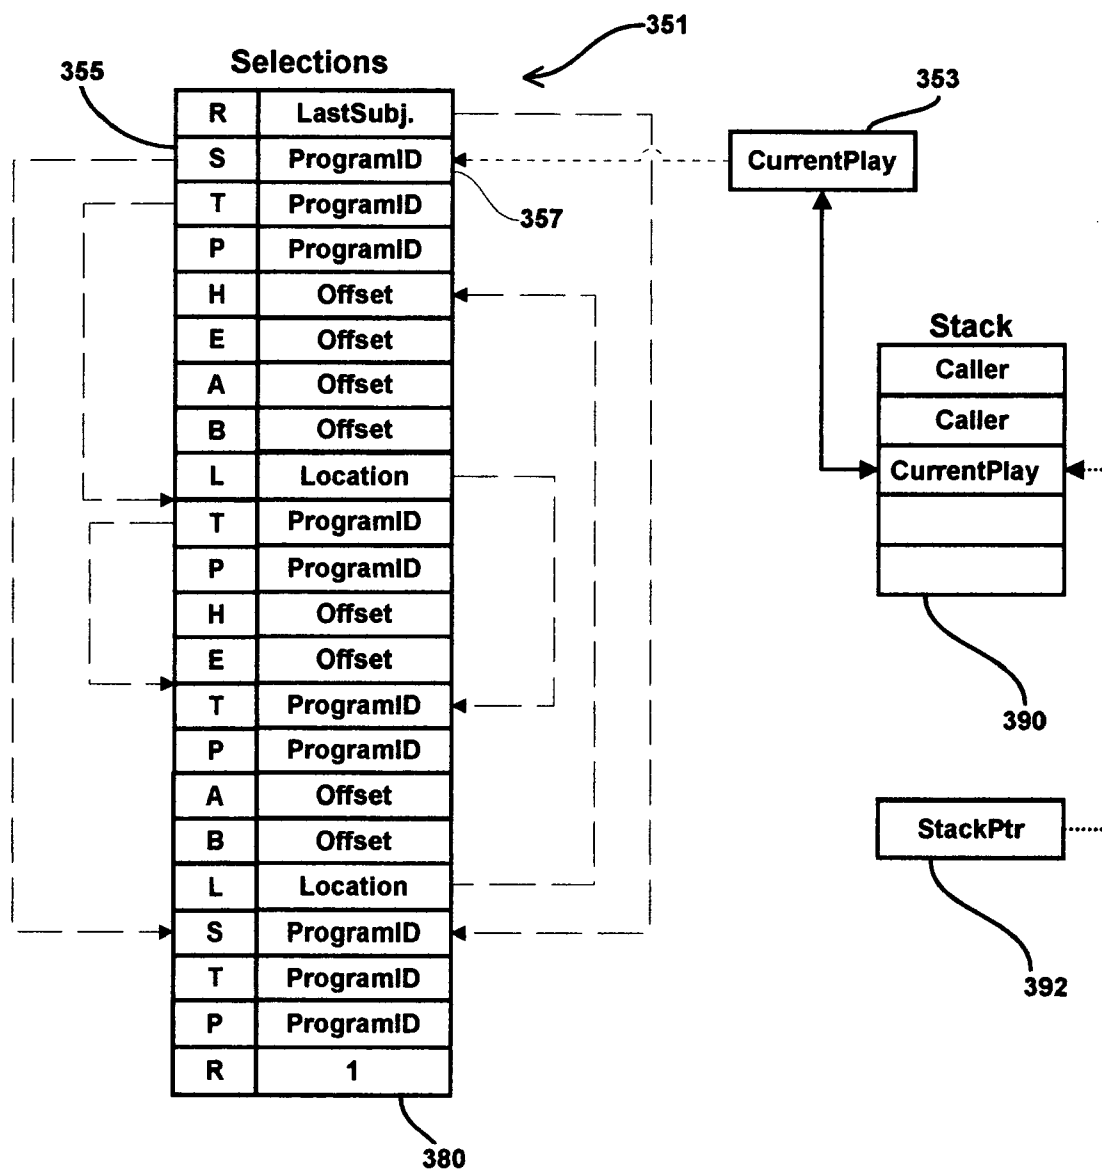 351
355
Selections
353
R LastSubj.
S ProgramID
CurrentPlay
T ProgramID
357
P ProgramID
H Offset
E Offset
Stack
A Offset
Caller
B Offset
Caller
L Location
CurrentPlay
T ProgramID
P ProgramID
H Offset
E Offset
T ProgramID
390
P ProgramID
A Offset
B Offset
StackPtr
L Location
S ProgramID
T ProgramID
392
P ProgramID
R 1
380